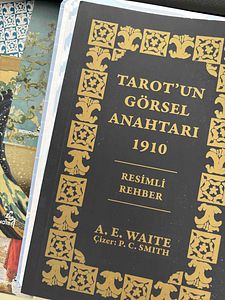 TAROT'UN
GÖRSEL
ANAHTARI
1910
RESİMLİ
REHBER
A. E. WAITE
Çizer: P. C. SMITH